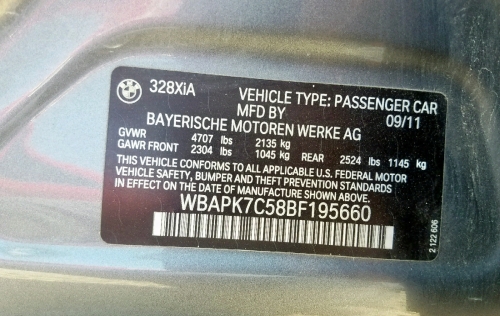 BMW 328XiA VEHICLE TYPE: PASSENGER CAR
MFD BY 09/11
BAYERISCHE MOTOREN WERKE AG
GVWR 4707 lbs 2135 kg
GAWR FRONT 2304 lbs 1045 kg REAR 2524 lbs 1145 kg
THIS VEHICLE CONFORMS TO ALL APPLICABLE U.S. FEDERAL MOTOR
VEHICLE SAFETY, BUMPER, AND THEFT PREVENTION STANDARDS
IN EFFECT ON THE DATE OF MANUFACTURE SHOWN ABOVE.
WBAPK7C58BF195660
2 122 606